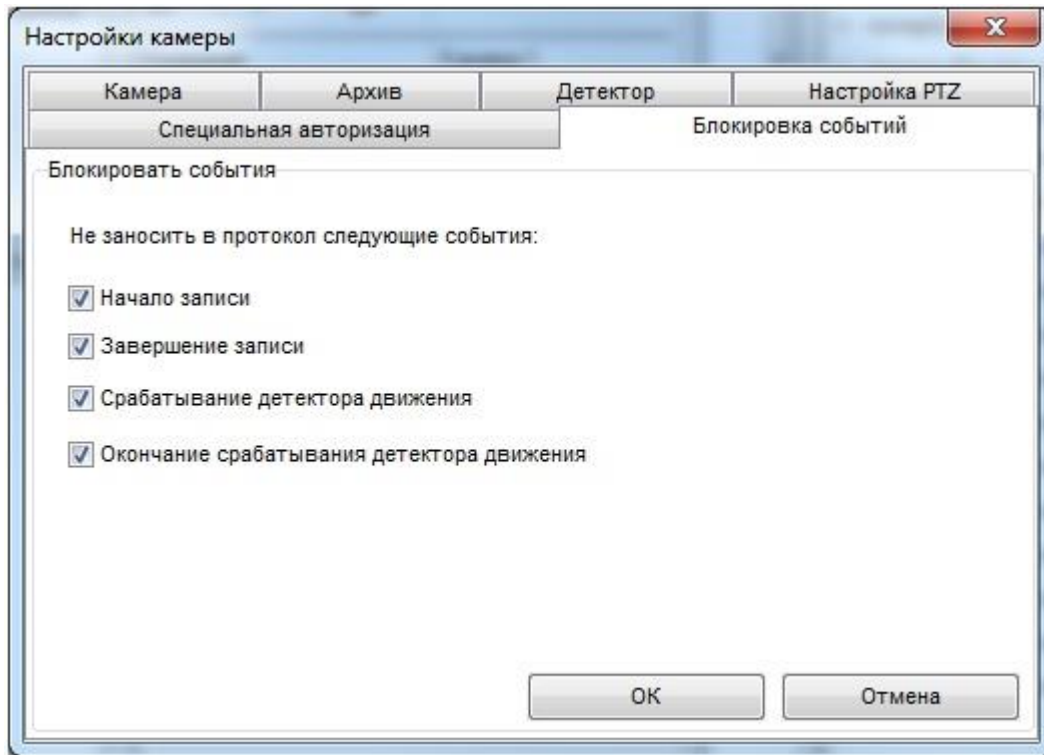 Настройки камеры
Камера Архив Детектор Настройка PTZ
Специальная авторизация Блокировка событий
Блокировать события
Не заносить в протокол следующие события:
Начало записи
Завершение записи
Срабатывание детектора движения
Окончание срабатывания детектора движения
ОК Отмена